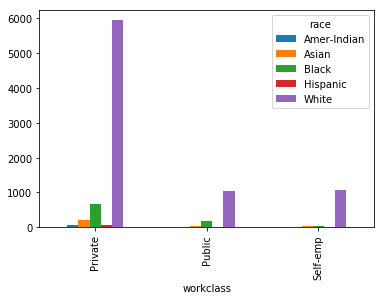 race
Amer-Indian
Asian
Black
Hispanic
White
6000
5000
4000
3000
2000
1000
0
Private
Public
Self-emp
workclass